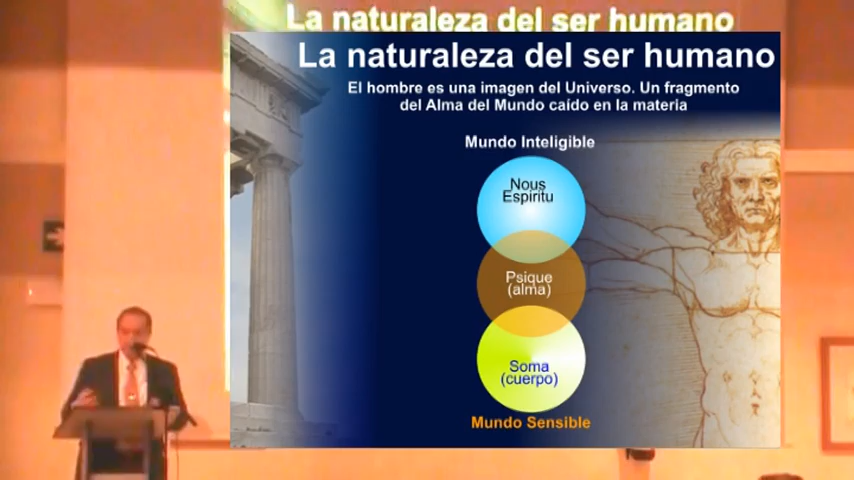 La naturaleza del ser humano
La naturaleza del ser humano
El hombre es una imagen del Universo. Un fragmento
del Alma del Mundo caído en la materia
Mundo Inteligible
Nous
Espíritu
Psique
(alma)
Soma
(cuerpo)
Mundo Sensible